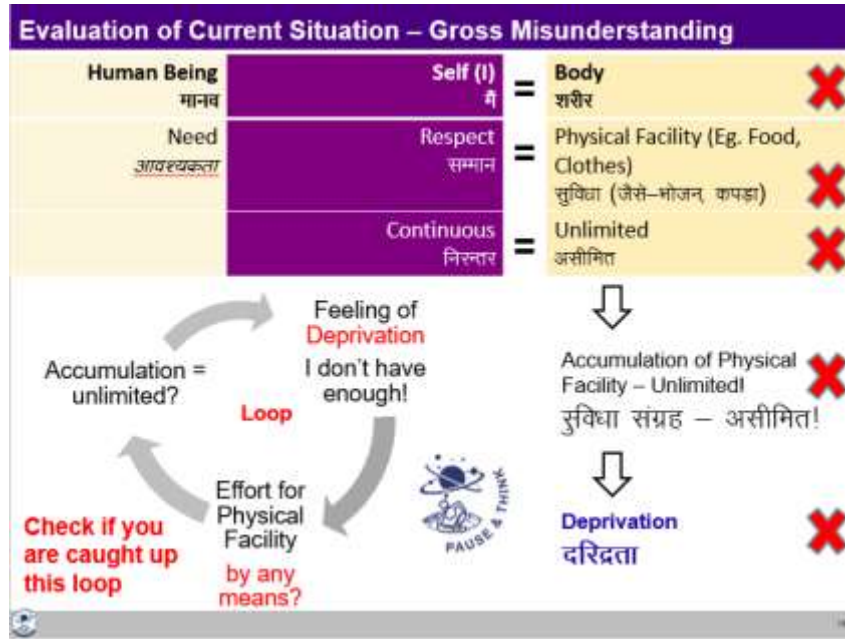 Evaluation of Current Situation – Gross Misunderstanding
Human Being
मानव
Self (I)
मैं
=
Body
शरीर
Need
आवश्यकता
Respect
सम्मान
=
Physical Facility (Eg. Food,
Clothes)
सुविधा (जैसे–भोजन, कपड़ा)
Continuous
निरन्तर
=
Unlimited
असीमित
Feeling of
Deprivation
I don't have
enough!
Accumulation =
unlimited?
Loop
Effort for
Physical
Facility
by any
means?
Check if you
are caught up
this loop
PAUSE & THINK
Accumulation of Physical
Facility – Unlimited!
सुविधा संग्रह – असीमित!
Deprivation
दरिद्रता